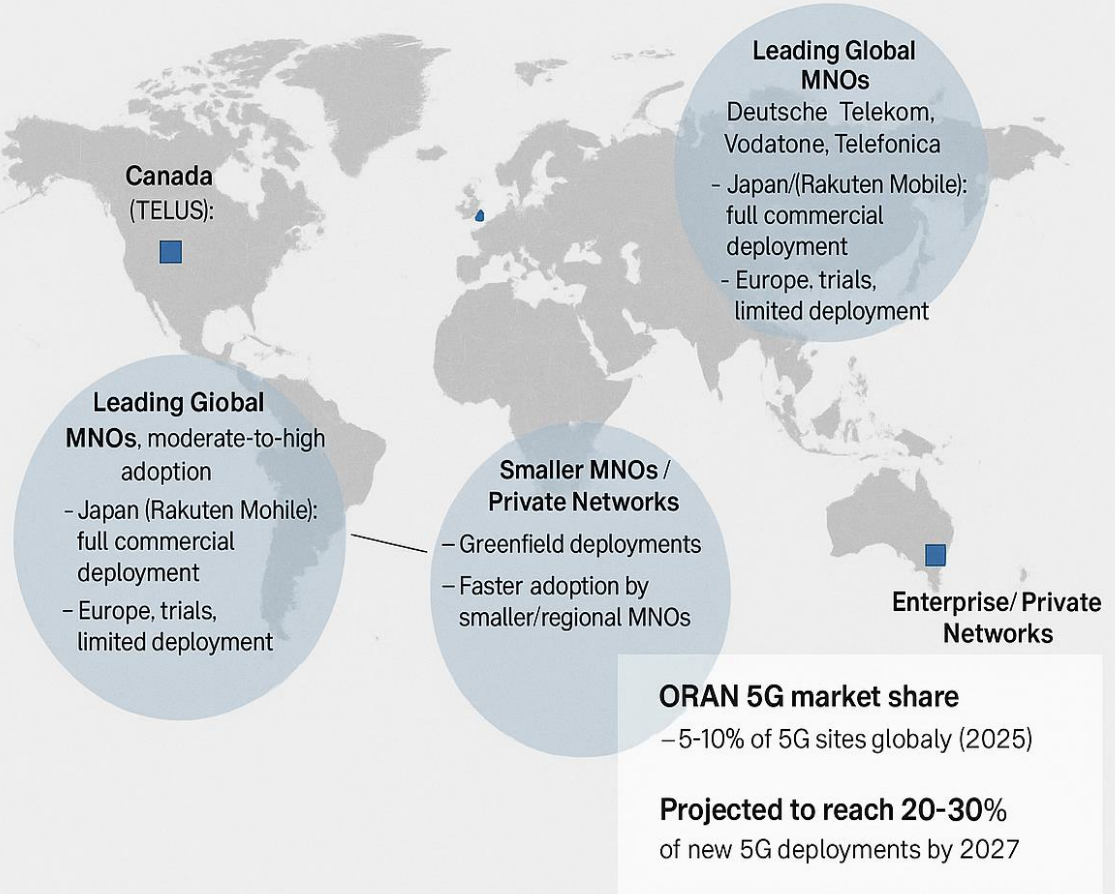 Leading Global
MNOs
Deutsche Telekom,
Vodatone, Telefonica
- Japan/(Rakuten Mobile):
full commercial
deployment
- Europe. trials,
limited deployment
Canada
(TELUS):
Leading Giobal
MNOs, moderate-to-high
adoption
- Japan (Rakuten Mohile):
full commercial
deployment
- Europe, trials,
limited deployment
Smaller MNOs /
Private Networks
- Greenfield deployments
- Faster adoption by
smaller/regional MNOs
Enterprise/Private
Networks
ORAN 5G market share
-5-10% of 5G sites globaly (2025)
Projected to reach 20-30%
of new 5G deployments by 2027